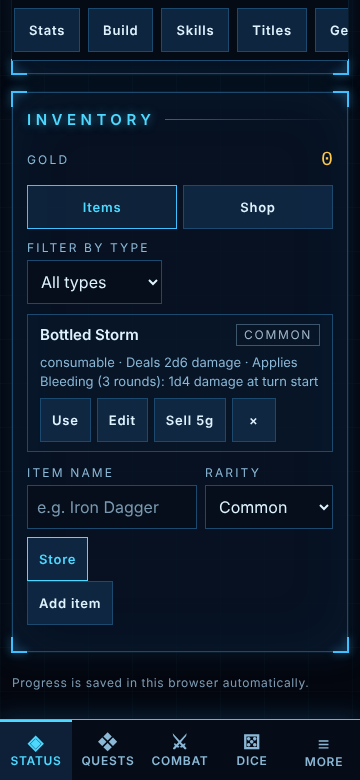 Stats Build Skills Titles Ge
INVENTORY
GOLD 0
Items Shop
FILTER BY TYPE
All types
Bottled Storm COMMON
consumable · Deals 2d6 damage · Applies
Bleeding (3 rounds): 1d4 damage at turn start
Use Edit Sell 5g ×
ITEM NAME RARITY
e.g. Iron Dagger Common
Store
Add item
Progress is saved in this browser automatically.
STATUS QUESTS COMBAT DICE MORE